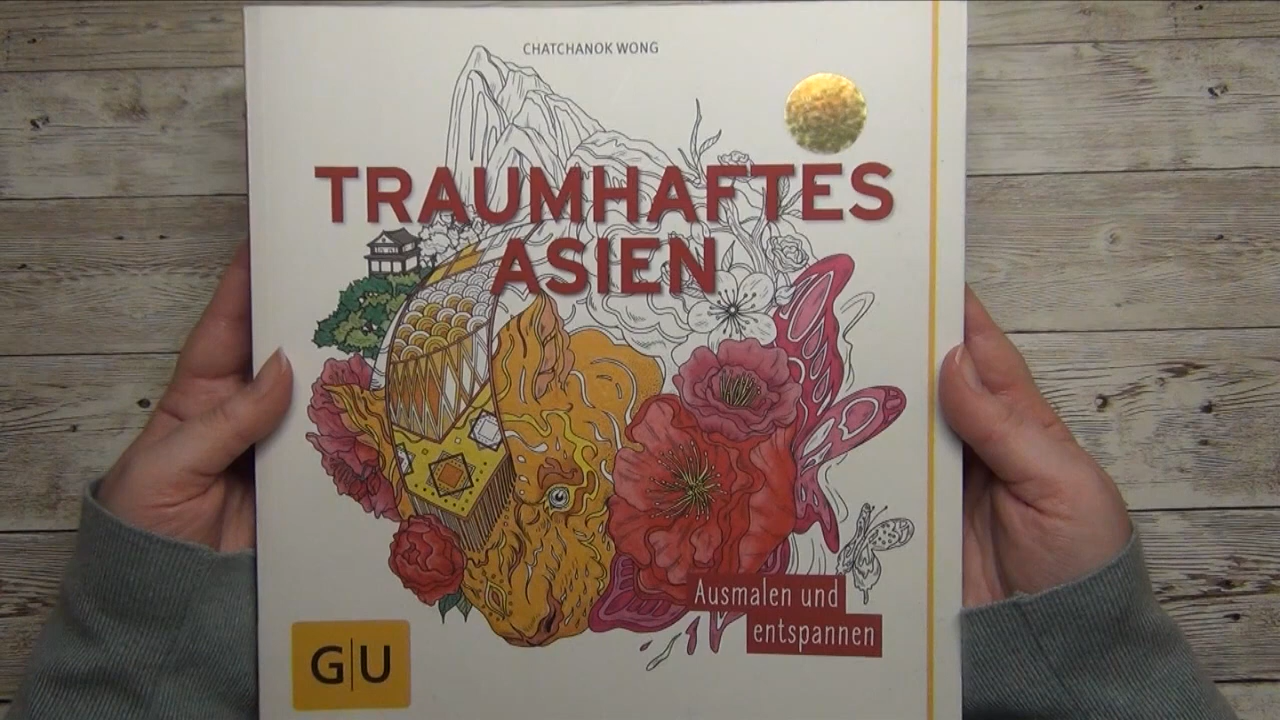 CHATCHANOK WONG
TRAUMHAFTES
ASIEN
Ausmalen und
entspannen
G|U